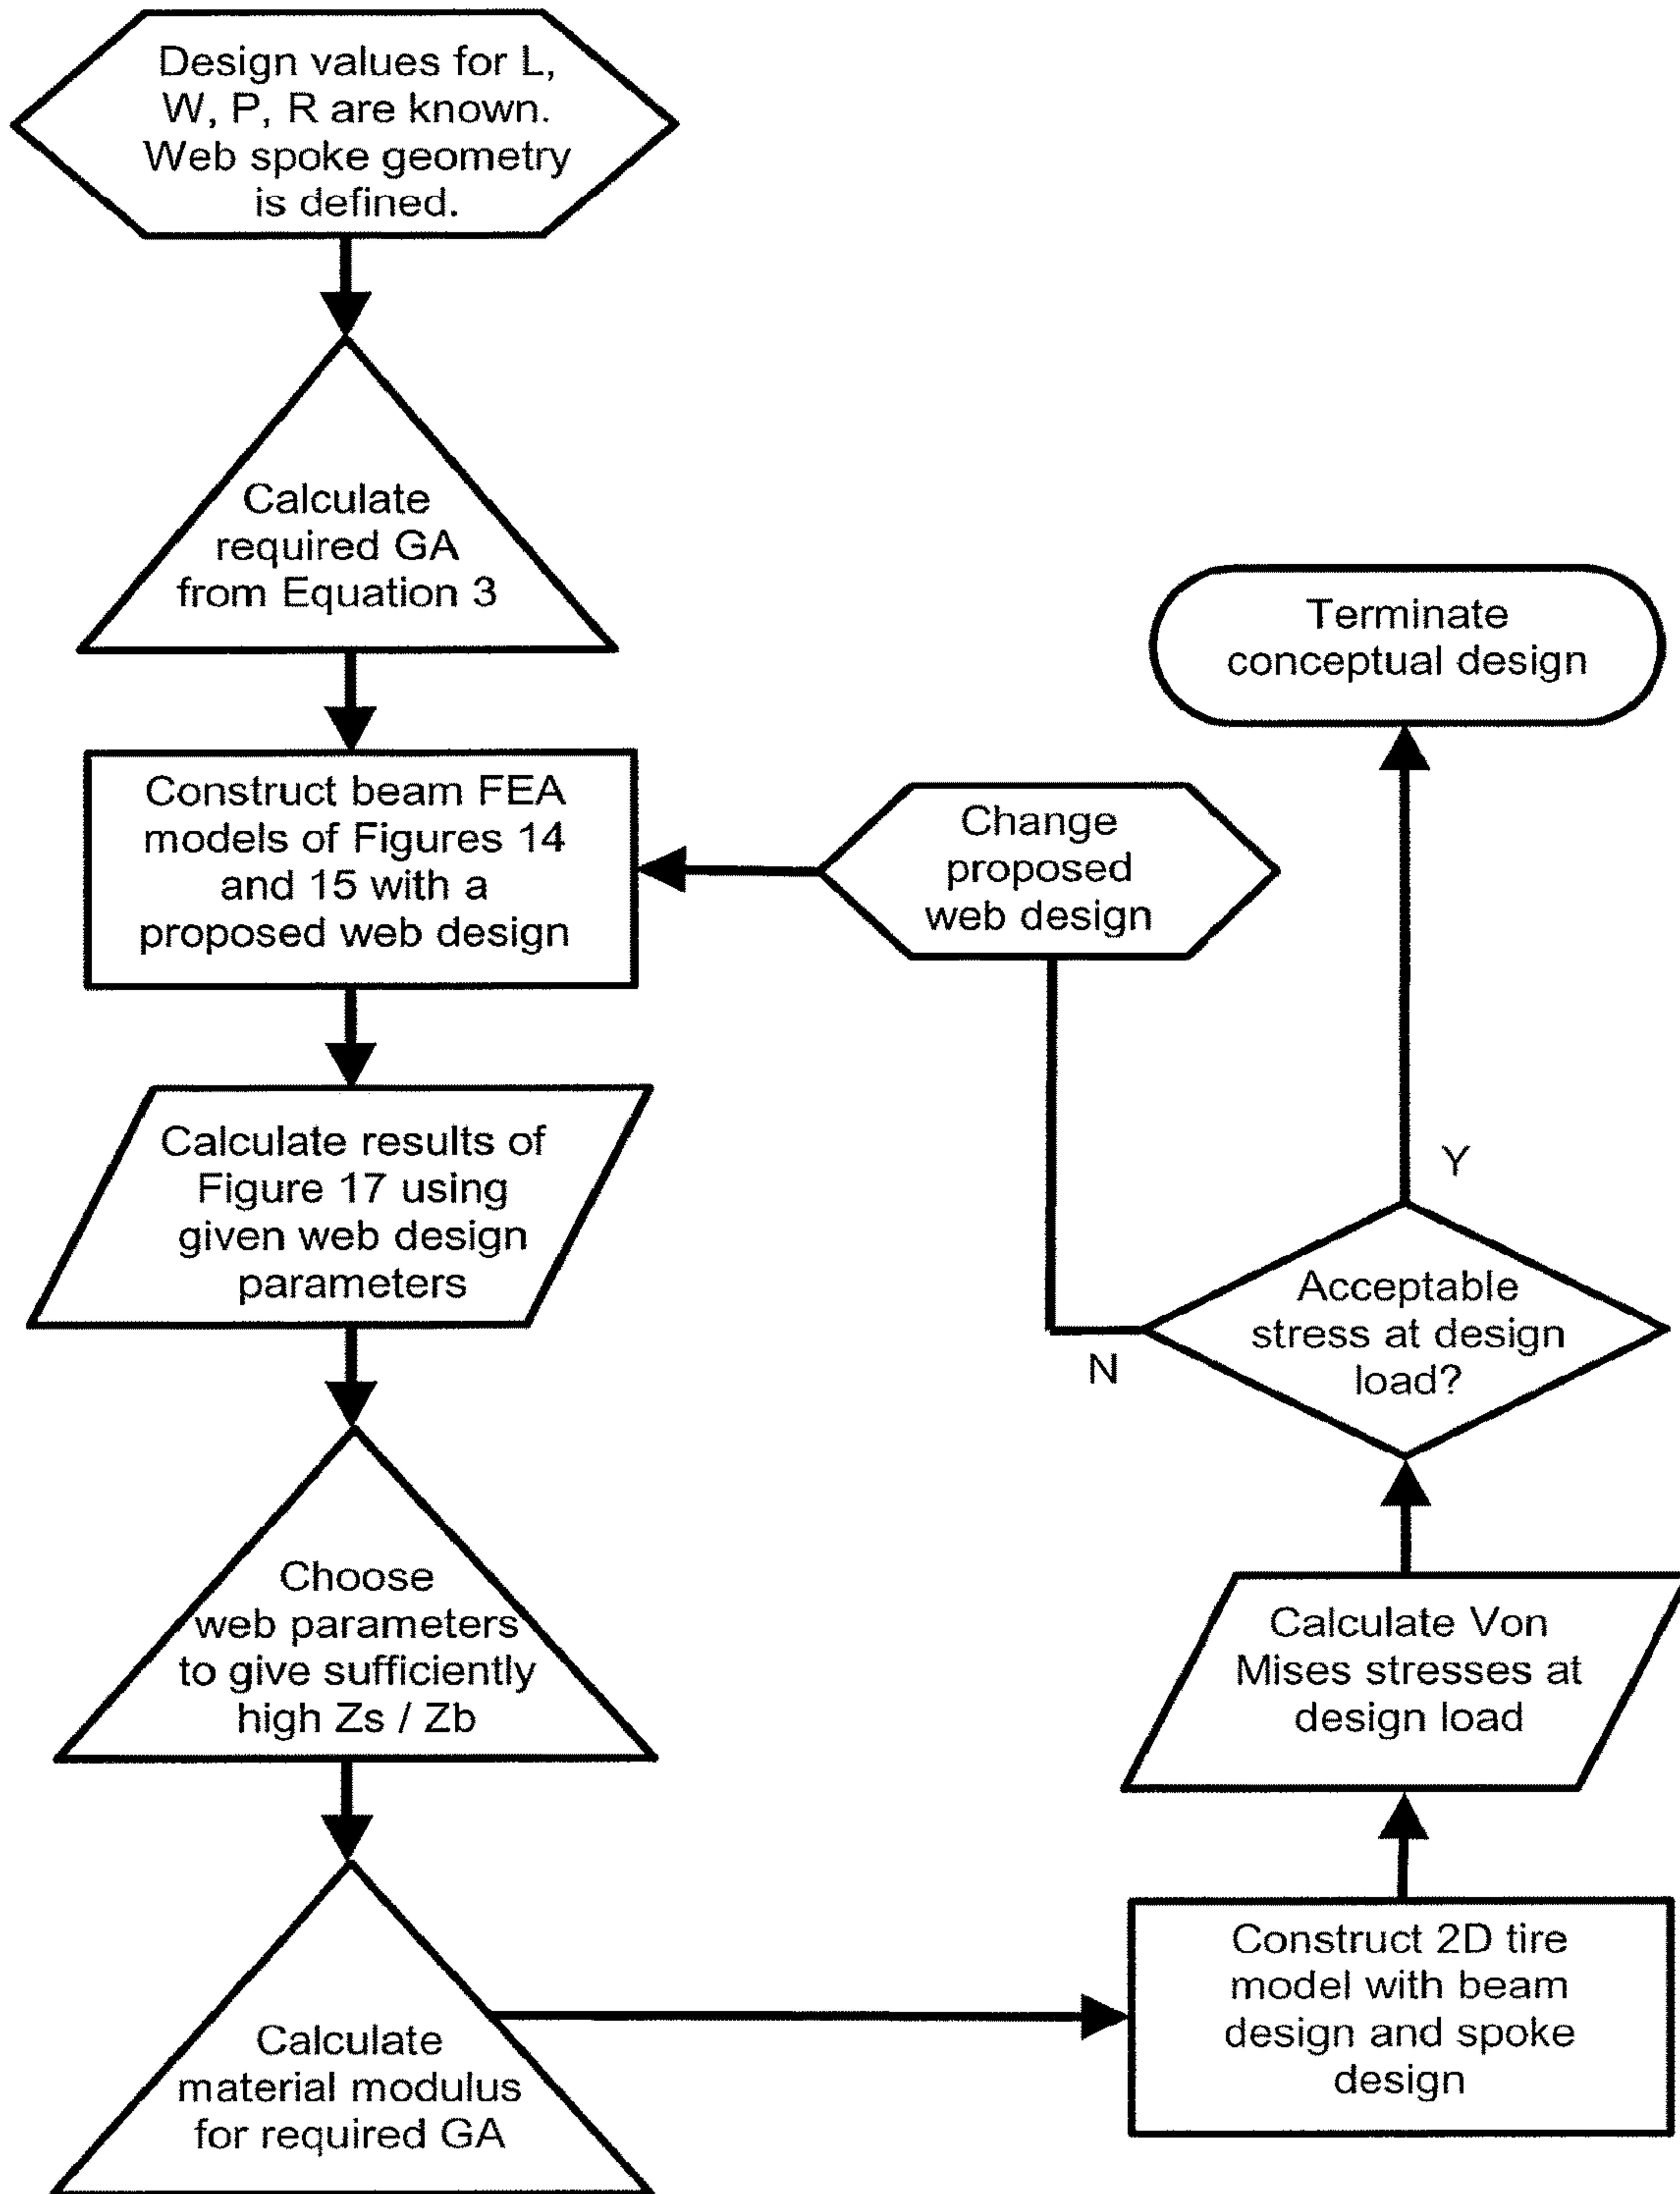 Design values for L,
W, P, R are known.
Web spoke geometry
is defined.
Calculate
required GA
from Equation 3
Construct beam FEA
models of Figures 14
and 15 with a
proposed web design
Calculate results of
Figure 17 using
given web design
parameters
Choose
web parameters
to give sufficiently
high Zs / Zb
Calculate
material modulus
for required GA
Construct 2D tire
model with beam
design and spoke
design
Calculate Von
Mises stresses at
design load
Acceptable
stress at design
load?
N
Y
Change
proposed
web design
Terminate
conceptual design